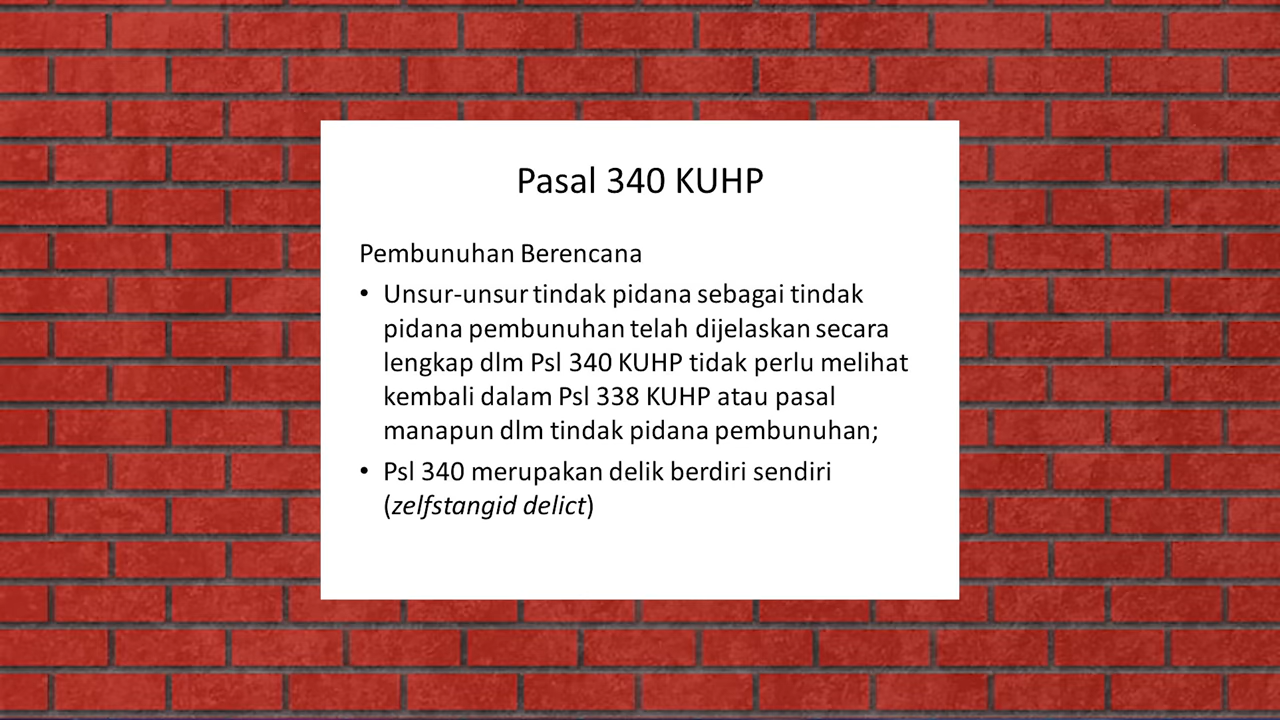 Pasal 340 KUHP
Pembunuhan Berencana
• Unsur-unsur tindak pidana sebagai tindak
pidana pembunuhan telah dijelaskan secara
lengkap dlm Psl 340 KUHP tidak perlu melihat
kembali dalam Psl 338 KUHP atau pasal
manapun dlm tindak pidana pembunuhan;
• Psl 340 merupakan delik berdiri sendiri
(zelfstangid delict)